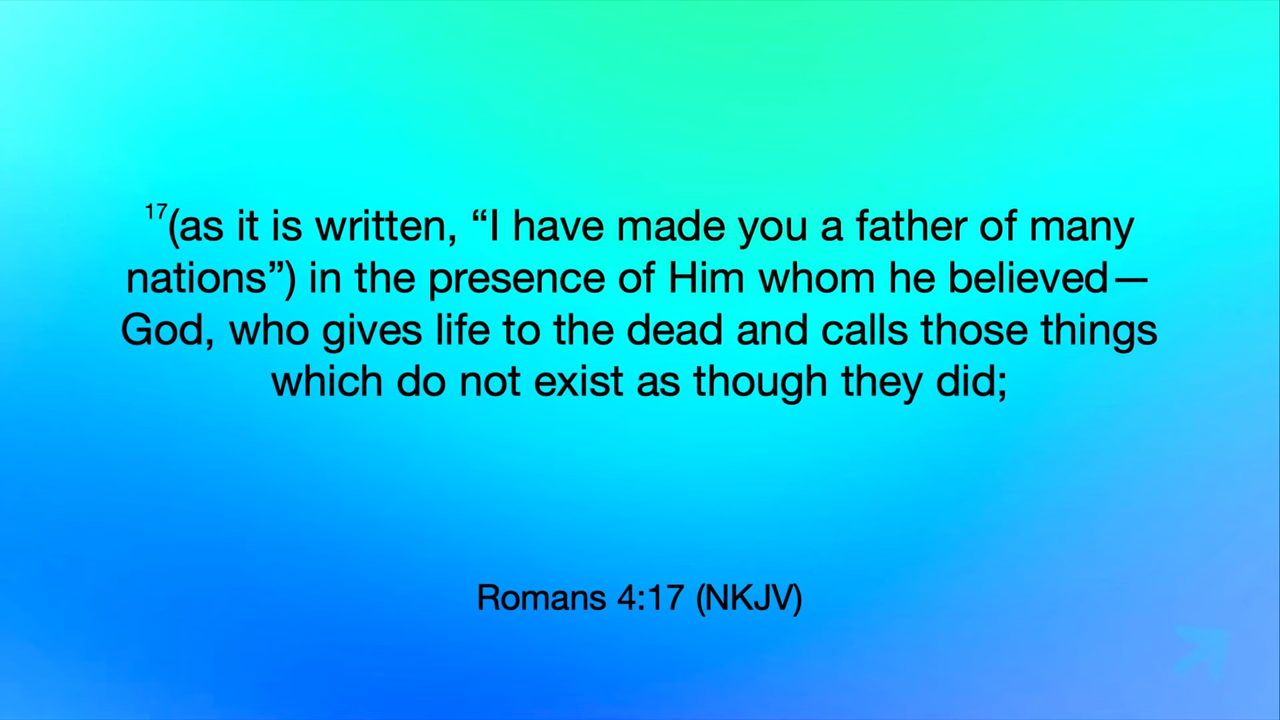 17(as it is written, “I have made you a father of many
nations”) in the presence of Him whom he believed—
God, who gives life to the dead and calls those things
which do not exist as though they did;
Romans 4:17 (NKJV)